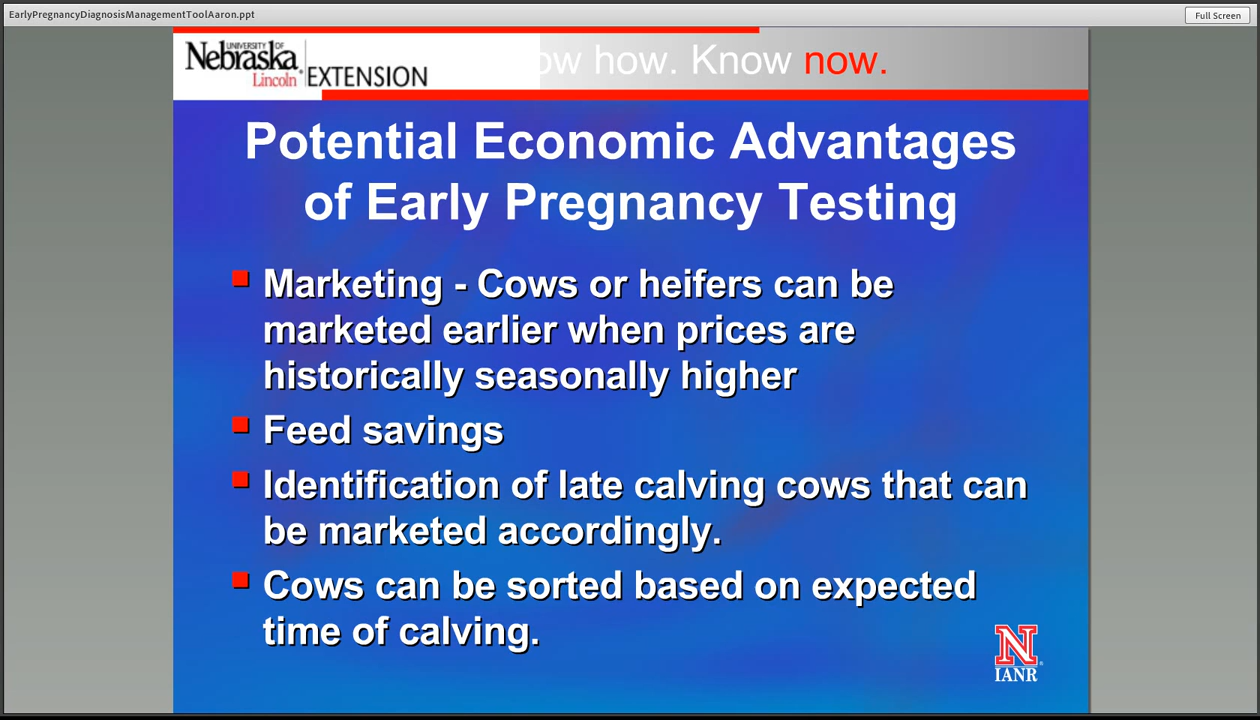 EarlyPregnancyDiagnosisManagementToolAaron.ppt
Full Screen
UNIVERSITY OF
Nebraska
Lincoln
EXTENSION
ow how. Know now.
Potential Economic Advantages
of Early Pregnancy Testing
Marketing - Cows or heifers can be
marketed earlier when prices are
historically seasonally higher
Feed savings
Identification of late calving cows that can
be marketed accordingly.
Cows can be sorted based on expected
time of calving.
N
IANR